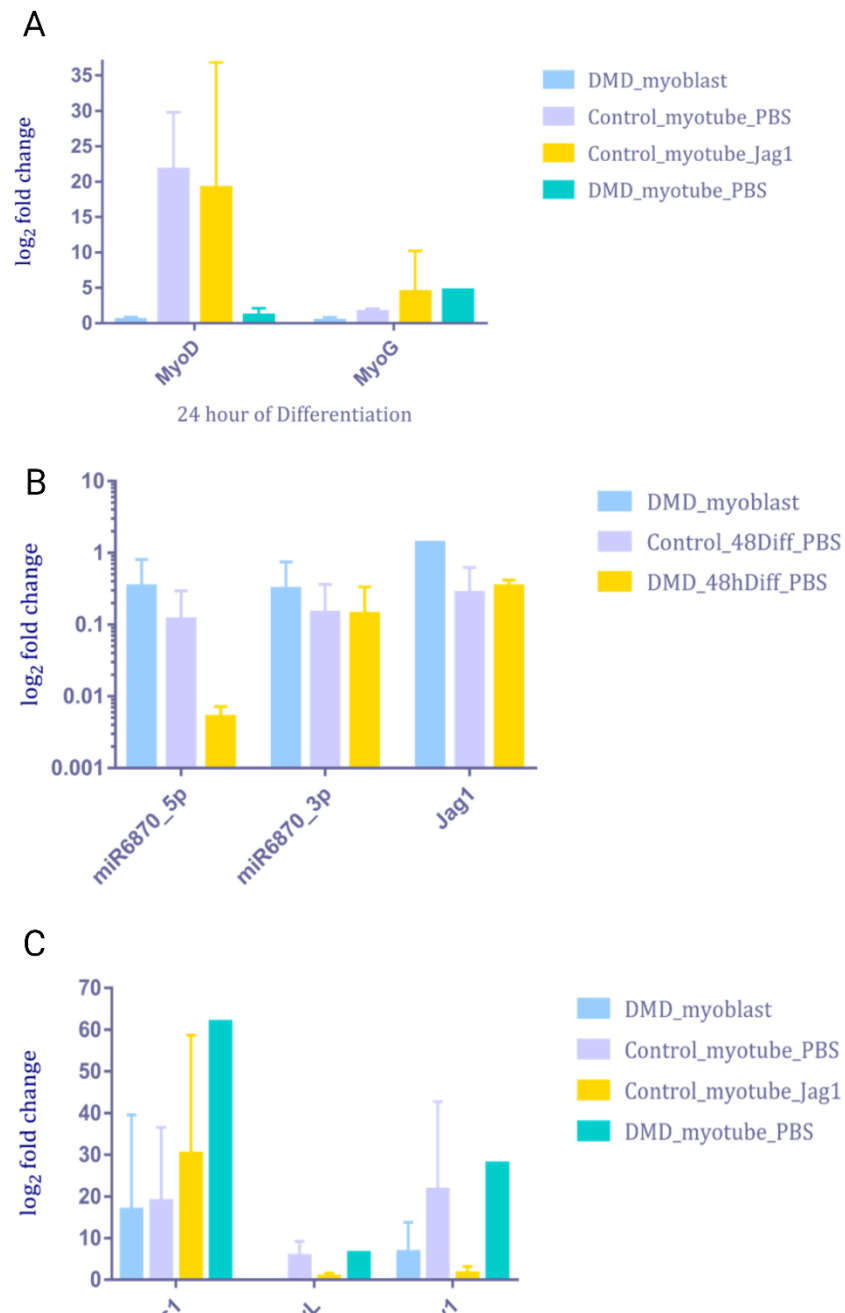 A
35
30
25
20
15
10
5
0
log2 fold change
MyoD
MyoG
24 hour of Differentiation
DMD_myoblast
Control_myotube_PBS
Control_myotube_Jag1
DMD_myotube_PBS
B
10
1
0.1
0.01
0.001
log2 fold change
miR6870_5p
miR6870_3p
Jag1
DMD_myoblast
Control_48Diff_PBS
DMD_48hDiff_PBS
C
70
60
50
40
30
20
10
0
log2 fold change
DMD_myoblast
Control_myotube_PBS
Control_myotube_Jag1
DMD_myotube_PBS